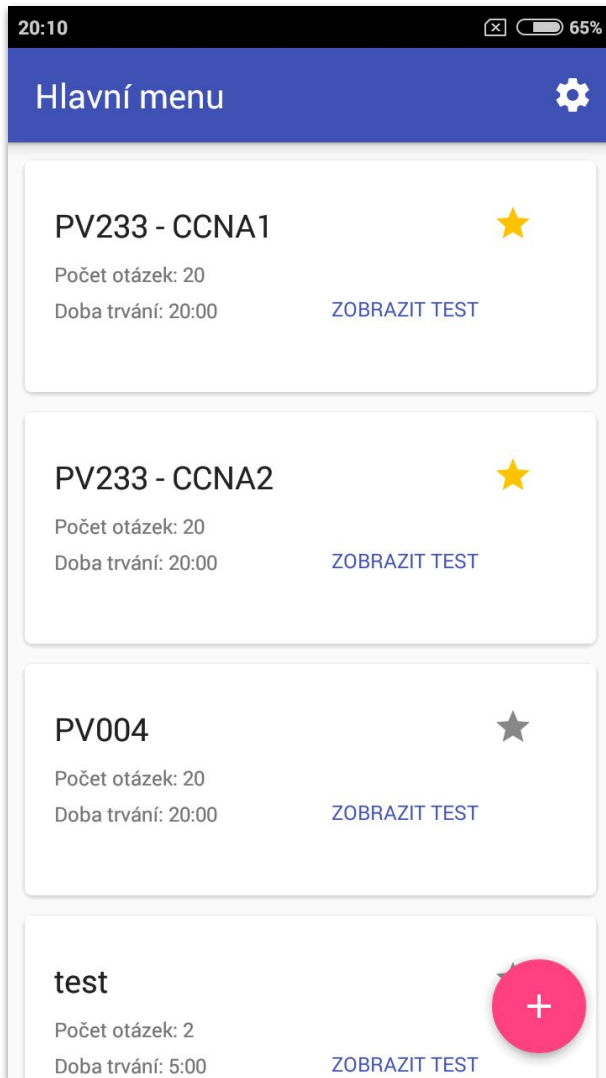 20:10 65%
Hlavní menu
PV233 - CCNA1
Počet otázek: 20
Doba trvání: 20:00 ZOBRAZIT TEST
PV233 - CCNA2
Počet otázek: 20
Doba trvání: 20:00 ZOBRAZIT TEST
PV004
Počet otázek: 20
Doba trvání: 20:00 ZOBRAZIT TEST
test
Počet otázek: 2
Doba trvání: 5:00 ZOBRAZIT TEST